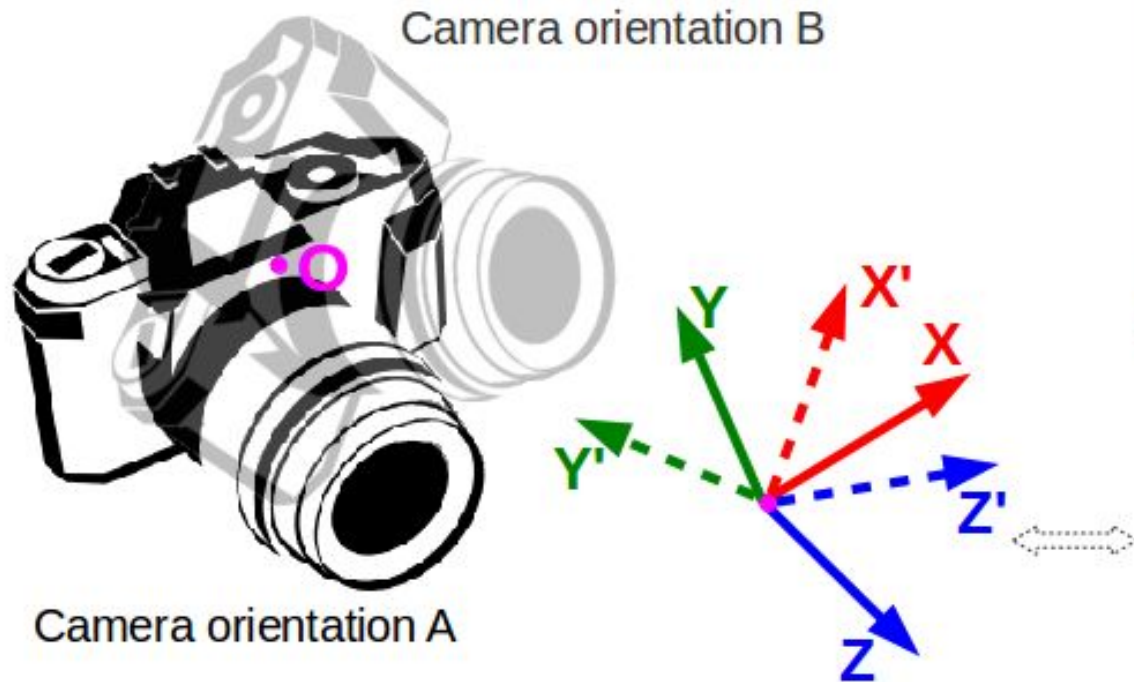 Camera orientation B
O
Y
X'
X
Y'
Z'
Z
Camera orientation A